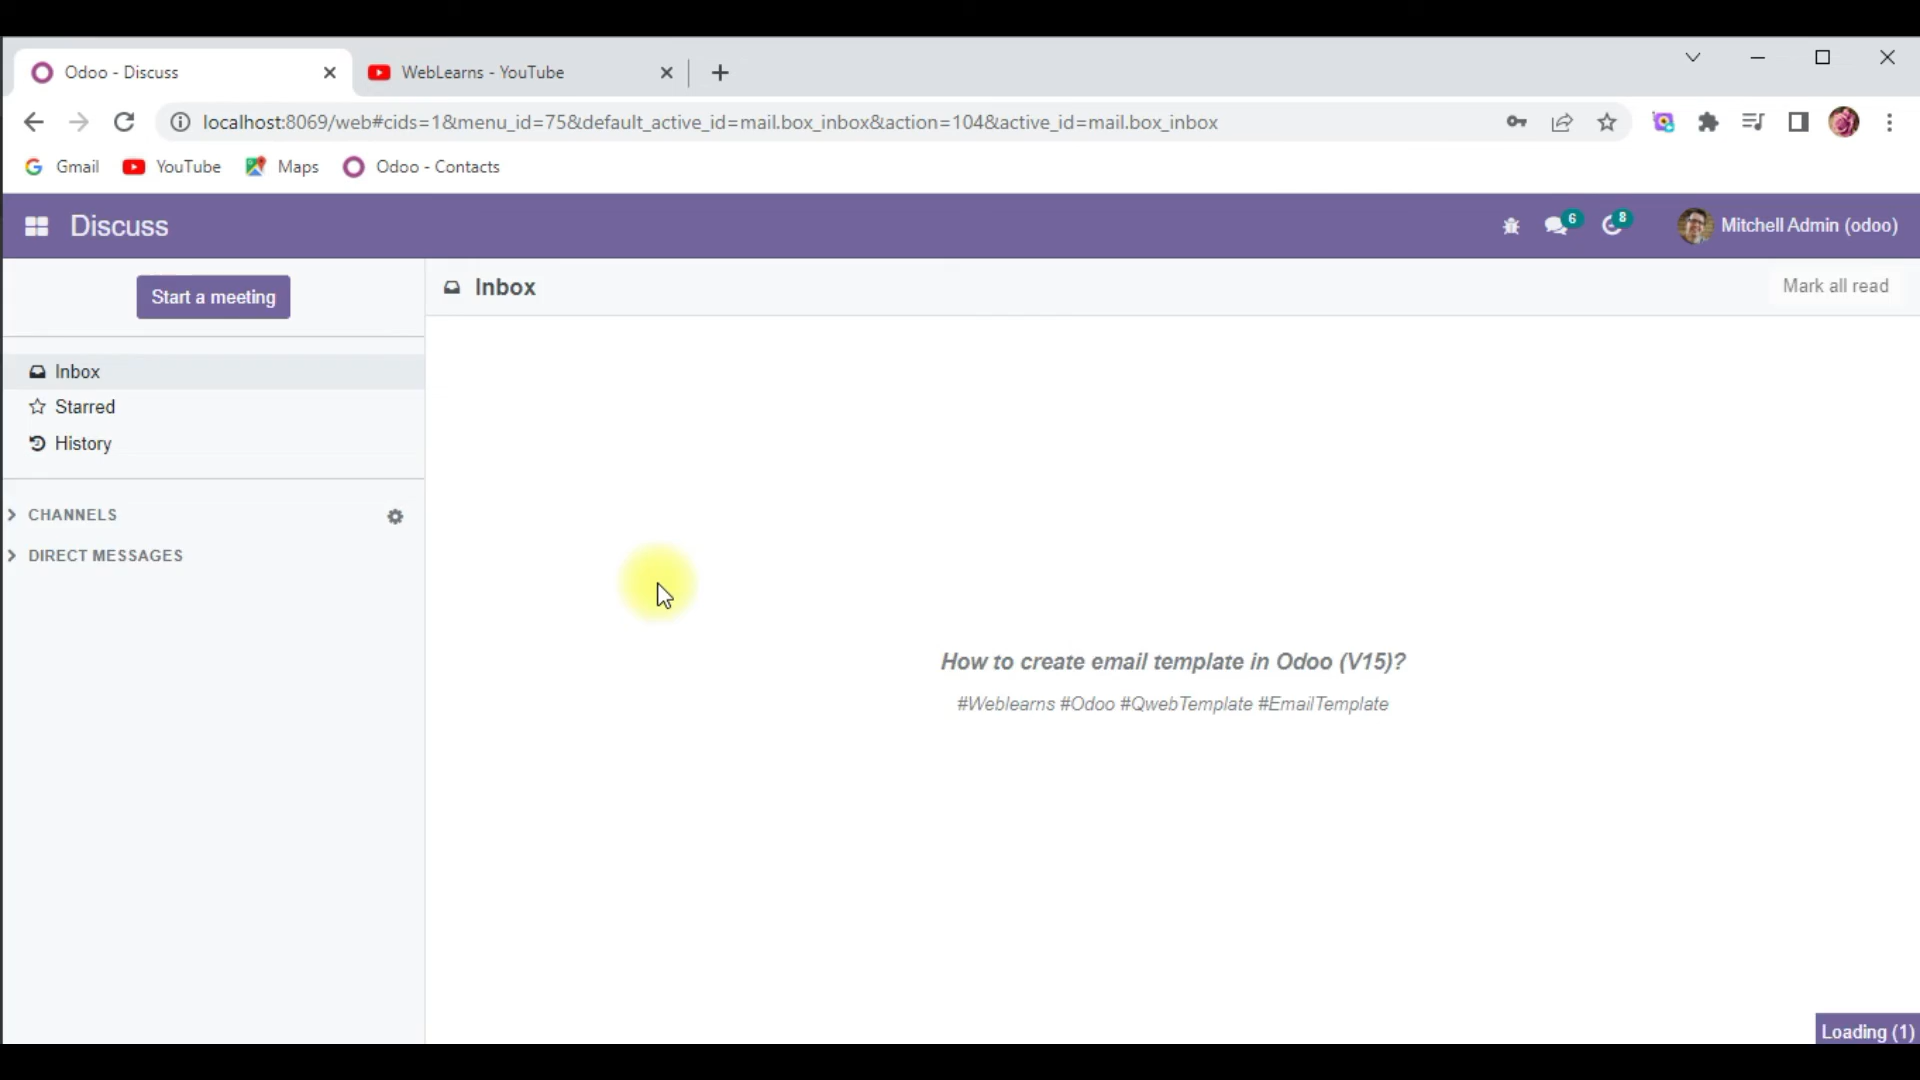 Odoo - Discuss
WebLearns - YouTube
localhost:8069/web#cids=1&menu_id=75&default_active_id=mail.box_inbox&action=104&active_id=mail.box_inbox
Gmail YouTube Maps Odoo - Contacts
Discuss
6 8 Mitchell Admin (odoo)
Start a meeting
Inbox
Mark all read
Inbox
Starred
History
CHANNELS
DIRECT MESSAGES
How to create email template in Odoo (V15)?
#Weblearns #Odoo #QwebTemplate #EmailTemplate
Loading (1)